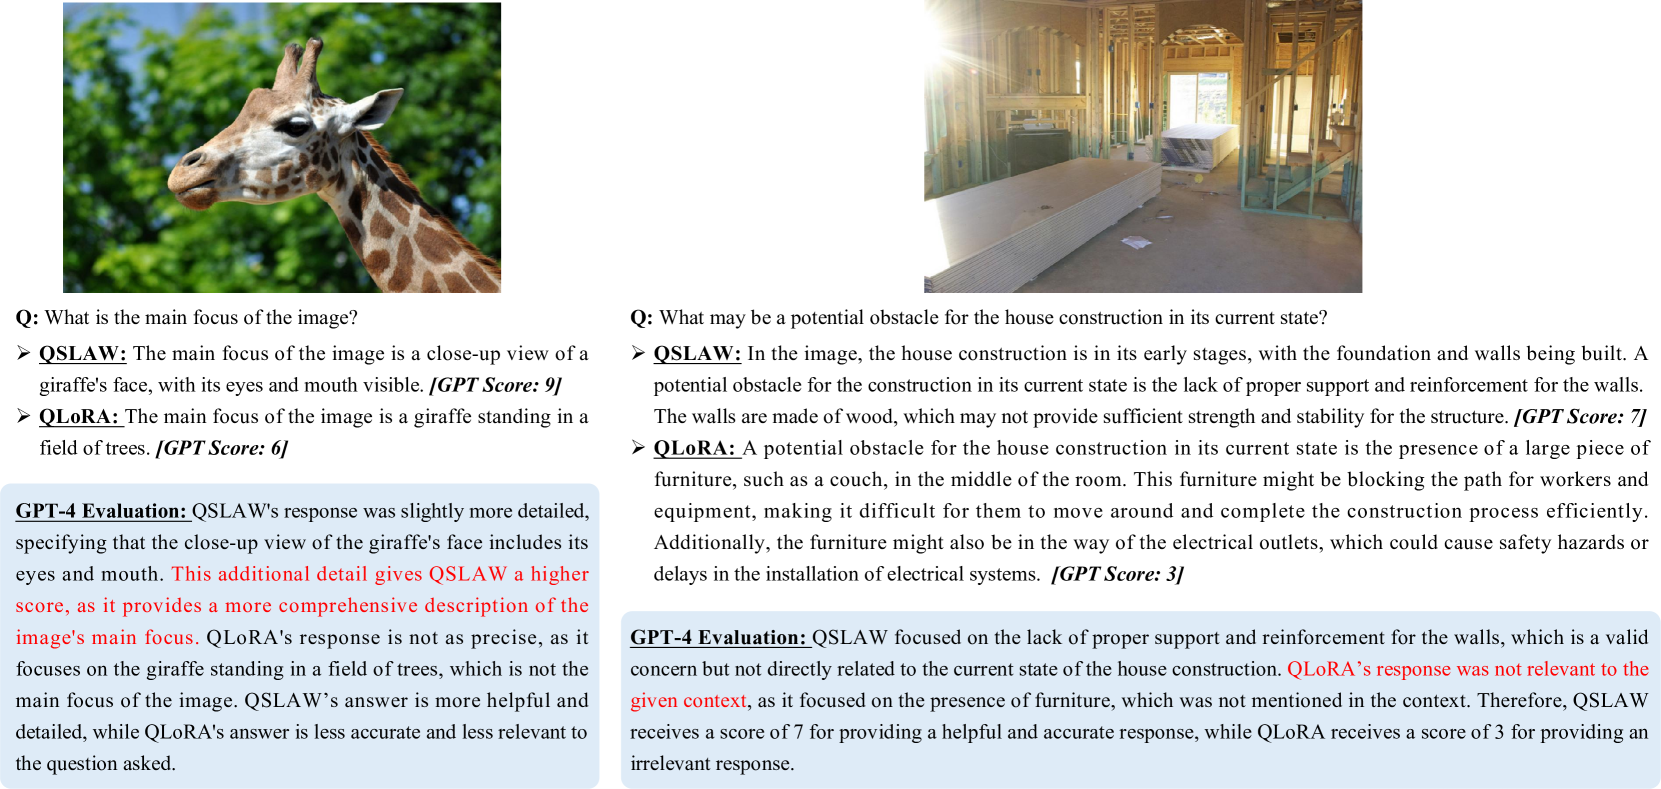 Q: What is the main focus of the image?
➢ QSLAW: The main focus of the image is a close-up view of a
giraffe's face, with its eyes and mouth visible. [GPT Score: 9]
➢ QLoRA: The main focus of the image is a giraffe standing in a
field of trees. [GPT Score: 6]
GPT-4 Evaluation: QSLAW's response was slightly more detailed,
specifying that the close-up view of the giraffe's face includes its
eyes and mouth. This additional detail gives QSLAW a higher
score, as it provides a more comprehensive description of the
image's main focus. QLoRA's response is not as precise, as it
focuses on the giraffe standing in a field of trees, which is not the
main focus of the image. QSLAW’s answer is more helpful and
detailed, while QLoRA's answer is less accurate and less relevant to
the question asked.
Q: What may be a potential obstacle for the house construction in its current state?
➢ QSLAW: In the image, the house construction is in its early stages, with the foundation and walls being built. A
potential obstacle for the construction in its current state is the lack of proper support and reinforcement for the walls.
The walls are made of wood, which may not provide sufficient strength and stability for the structure. [GPT Score: 7]
➢ QLoRA: A potential obstacle for the house construction in its current state is the presence of a large piece of
furniture, such as a couch, in the middle of the room. This furniture might be blocking the path for workers and
equipment, making it difficult for them to move around and complete the construction process efficiently.
Additionally, the furniture might also be in the way of the electrical outlets, which could cause safety hazards or
delays in the installation of electrical systems. [GPT Score: 3]
GPT-4 Evaluation: QSLAW focused on the lack of proper support and reinforcement for the walls, which is a valid
concern but not directly related to the current state of the house construction. QLoRA’s response was not relevant to the
given context, as it focused on the presence of furniture, which was not mentioned in the context. Therefore, QSLAW
receives a score of 7 for providing a helpful and accurate response, while QLoRA receives a score of 3 for providing an
irrelevant response.